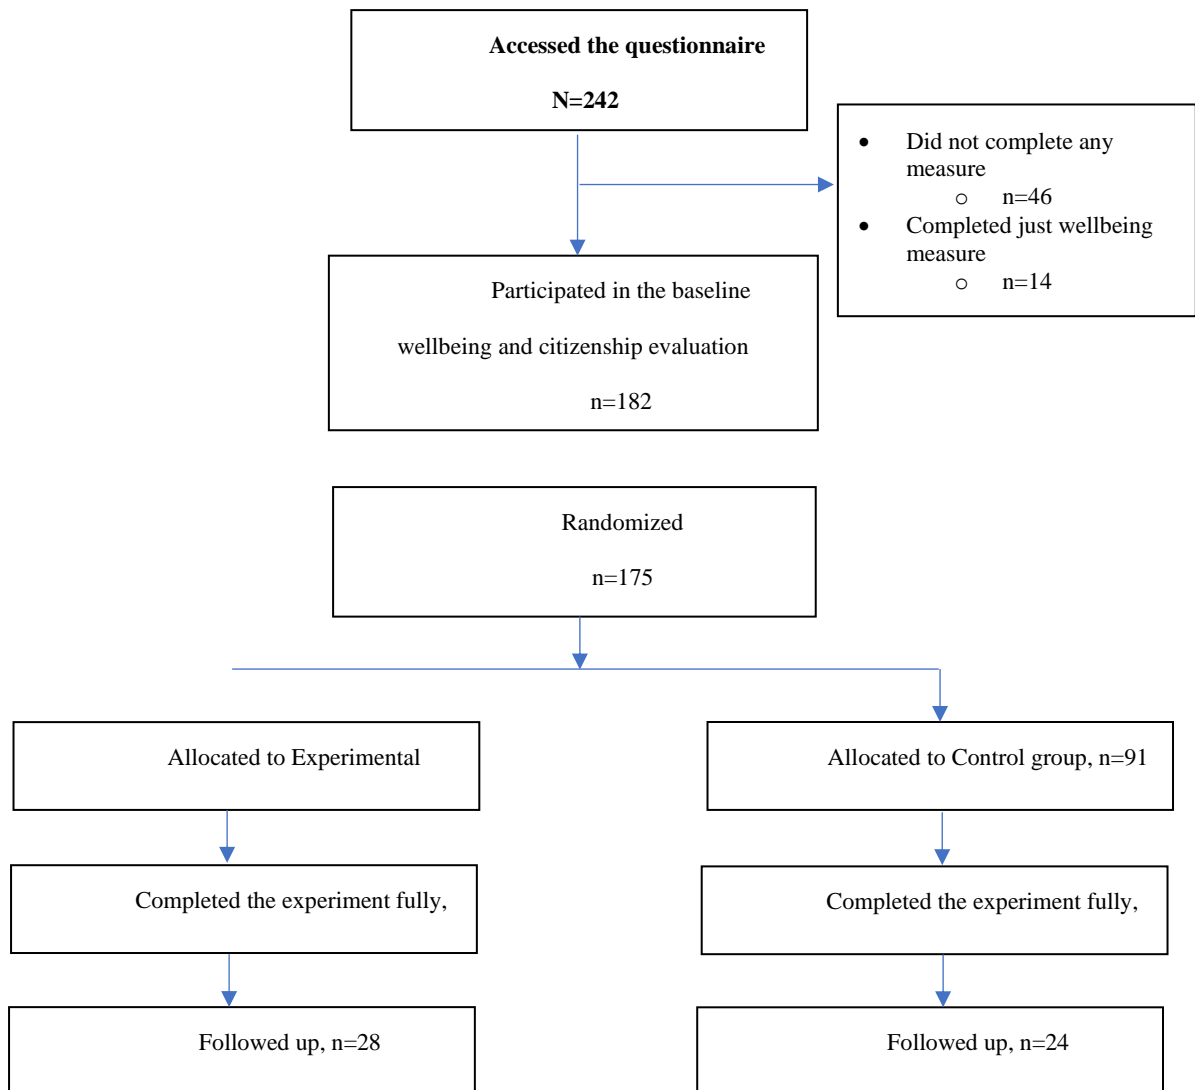 Accessed the questionnaire
N=242
• Did not complete any
measure
o n=46
• Completed just wellbeing
measure
o n=14
Participated in the baseline
wellbeing and citizenship evaluation
n=182
Randomized
n=175
Allocated to Experimental
Allocated to Control group, n=91
Completed the experiment fully,
Completed the experiment fully,
Followed up, n=28
Followed up, n=24